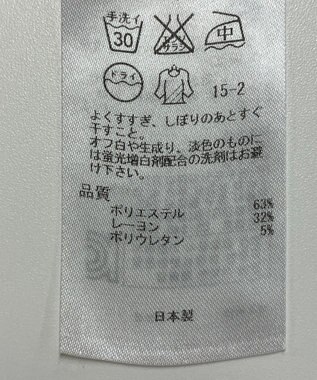 手洗イ 30 エンソサラシ 中
ドライ 15-2
よくすすぎ、しぼりのあとすぐ
干すこと。
オフ白や生成り、淡色のものに
は蛍光増白剤配合の洗剤はお避
け下さい。
品質
ポリエステル 63%
レーヨン 32%
ポリウレタン 5%
日本製